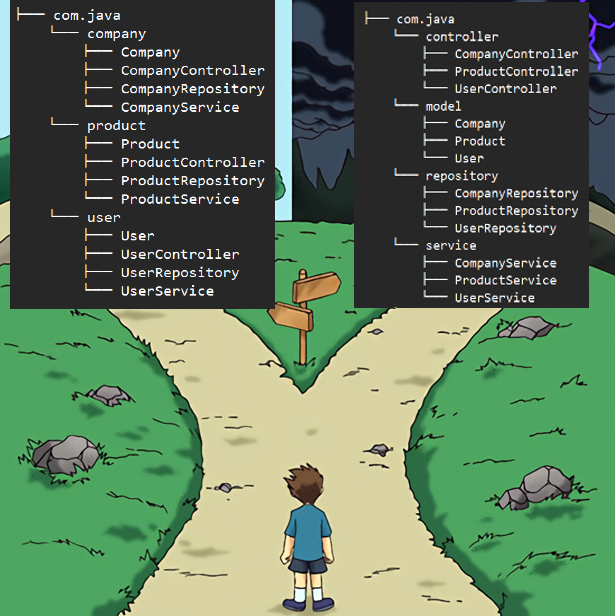 ├── com.java
└── company
├── Company
├── CompanyController
├── CompanyRepository
└── CompanyService
└── product
├── Product
├── ProductController
├── ProductRepository
└── ProductService
└── user
├── User
├── UserController
├── UserRepository
└── UserService
├── com.java
└── controller
├── CompanyController
├── ProductController
└── UserController
└── model
├── Company
├── Product
└── User
└── repository
├── CompanyRepository
├── ProductRepository
└── UserRepository
└── service
├── CompanyService
├── ProductService
└── UserService